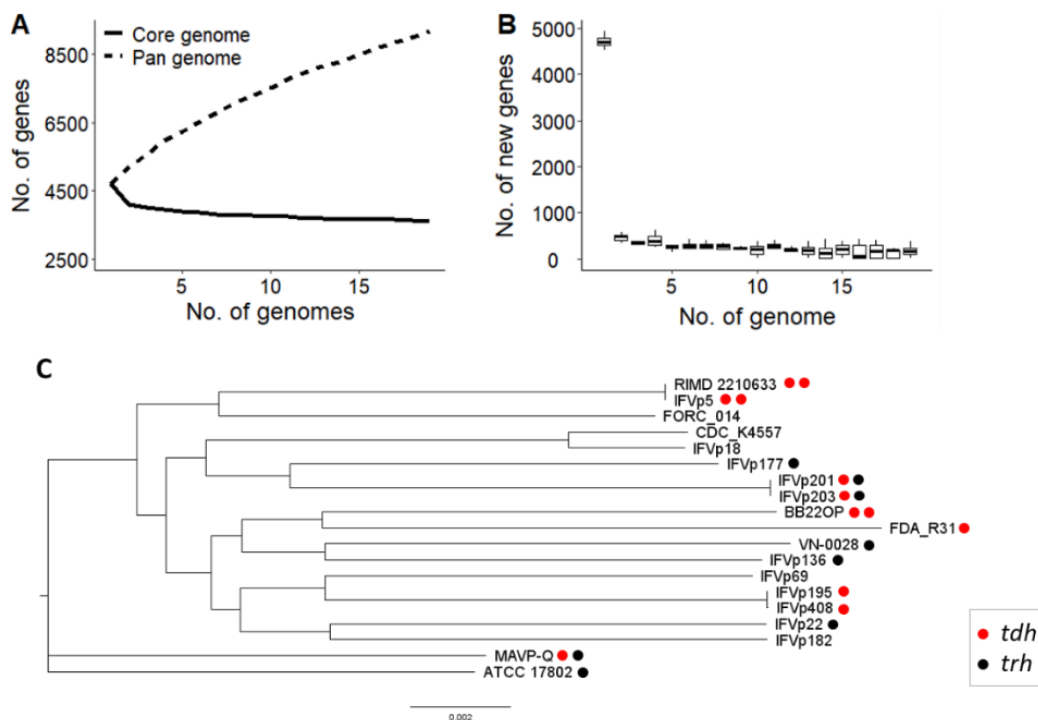 A
Core genome
Pan genome
8500
6500
4500
2500
No. of genes
5
10
15
No. of genomes
B
5000
4000
3000
2000
1000
0
No. of new genes
5
10
15
No. of genome
C
RIMD 2210633
IFVp5
FORC_014
CDC_K4557
IFVp18
IFVp177
IFVp201
IFVp203
BB22OP
FDA_R31
VN-0028
IFVp136
IFVp69
IFVp195
IFVp408
IFVp22
IFVp182
MAVP-Q
ATCC 17802
0.002
tdh
trh